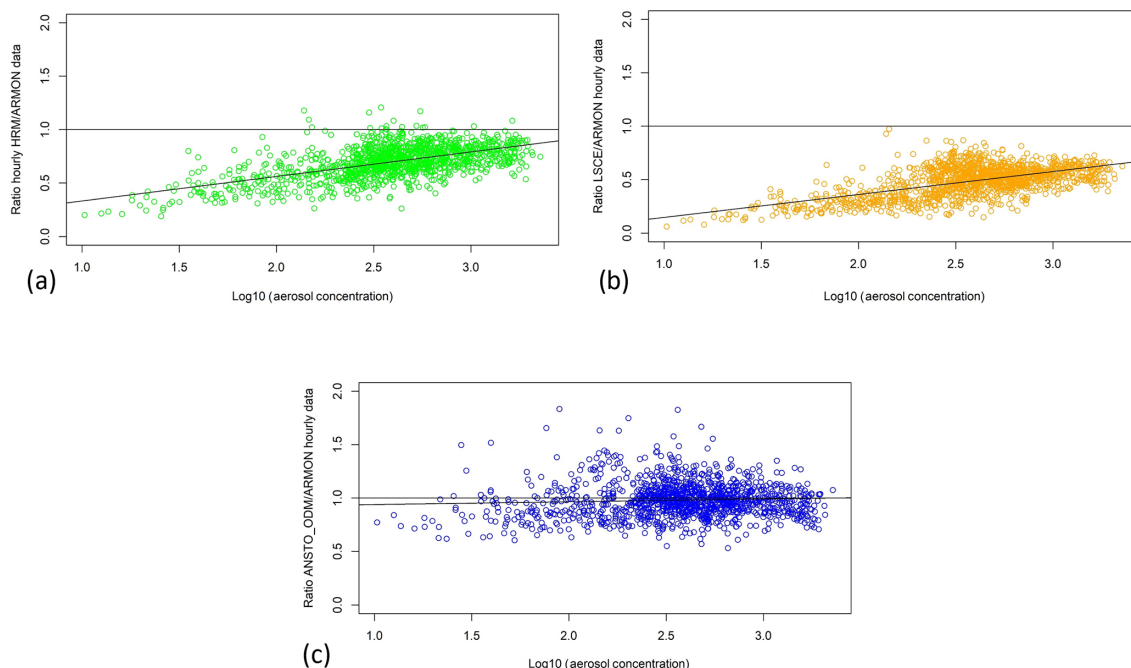 Ratio hourly HRM/ARMON data
2.0
1.5
1.0
0.5
0.0
1.0 1.5 2.0 2.5 3.0
Log10 (aerosol concentration)
(a)
Ratio LSCE/ARMON hourly data
2.0
1.5
1.0
0.5
0.0
1.0 1.5 2.0 2.5 3.0
Log10 (aerosol concentration)
(b)
Ratio ANSTO_ODM/ARMON hourly data
2.0
1.5
1.0
0.5
0.0
1.0 1.5 2.0 2.5 3.0
Log10 (aerosol concentration)
(c)